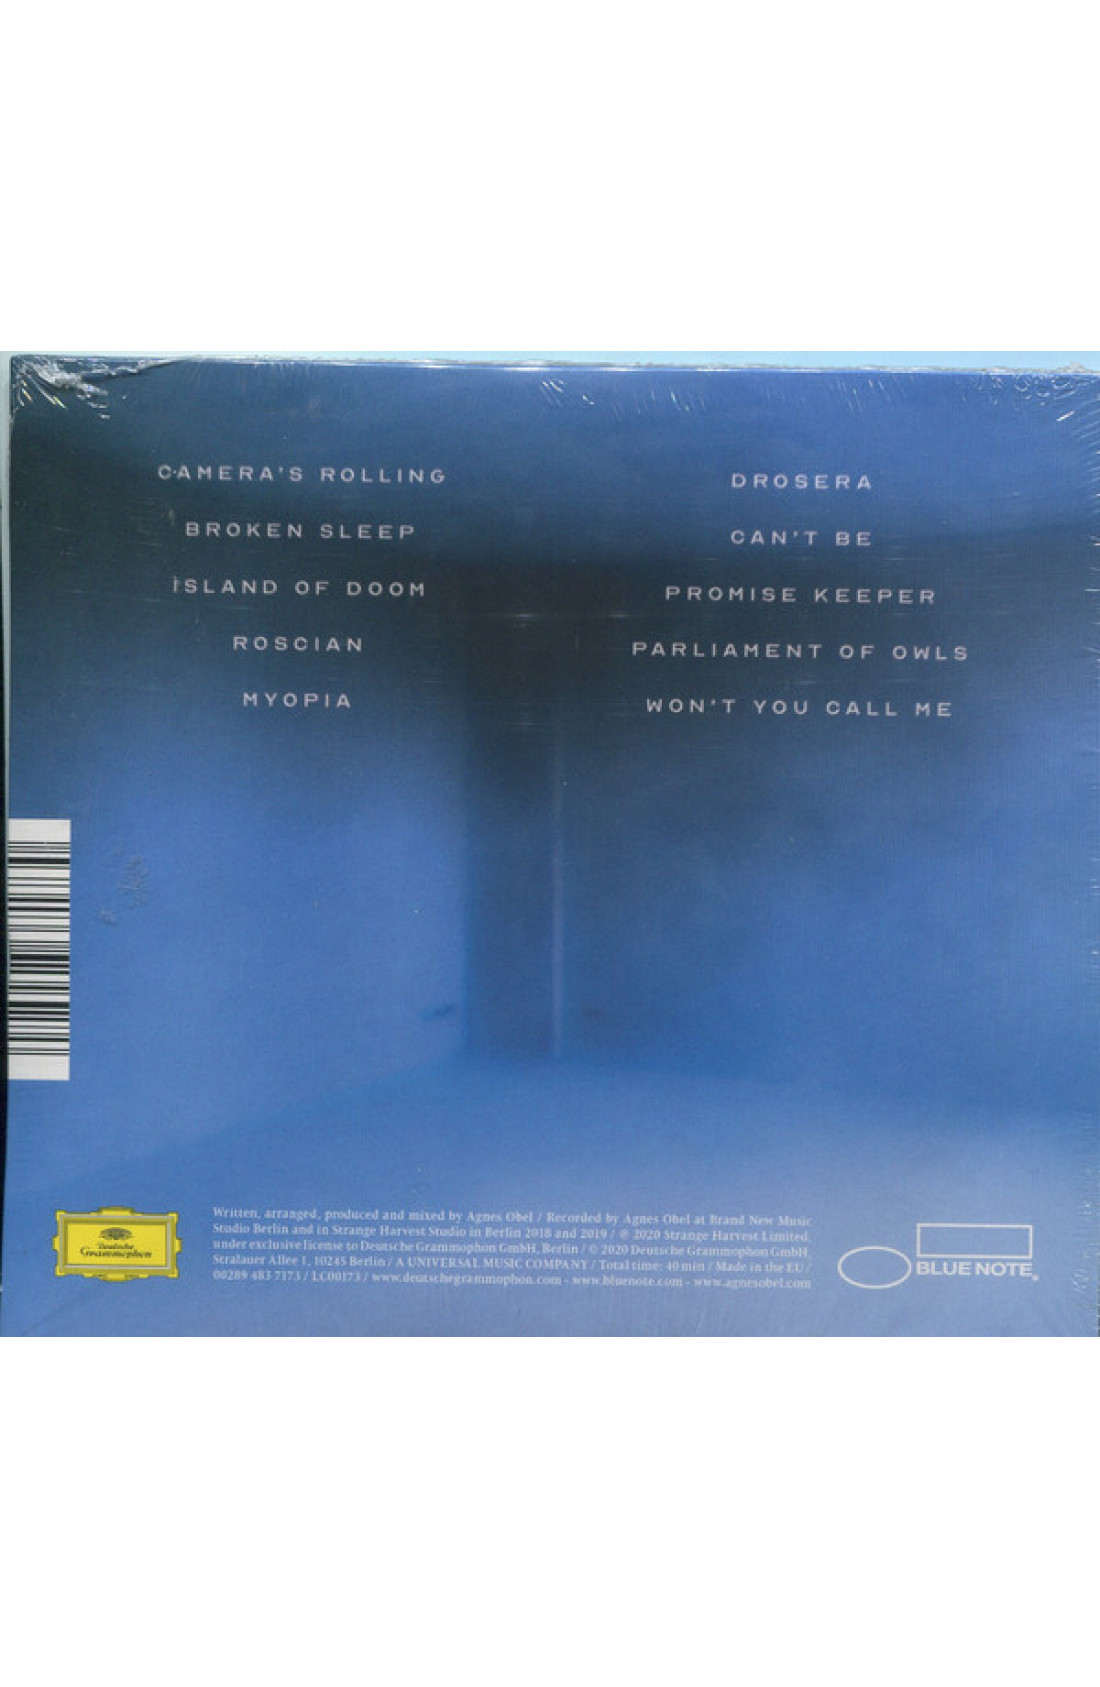 CAMERA'S ROLLING
BROKEN SLEEP
ISLAND OF DOOM
ROSCIAN
MYOPIA
DROSERA
CAN'T BE
PROMISE KEEPER
PARLIAMENT OF OWLS
WON'T YOU CALL ME
Deutsche
Grammophon
Written, arranged, produced and mixed by Agnes Obel / Recorded by Agnes Obel at Brand New Music
Studio Berlin and in Strange Harvest Studio in Berlin 2018 and 2019 / ℗ 2020 Strange Harvest Limited,
under exclusive license to Deutsche Grammophon GmbH, Berlin / © 2020 Deutsche Grammophon GmbH,
Stralauer Allee 1, 10245 Berlin / A UNIVERSAL MUSIC COMPANY / Total time: 40 min / Made in the EU /
00289 483 7173 / LC00173 / www.deutschegrammophon.com - www.bluenote.com - www.agnesobel.com
BLUE NOTE®